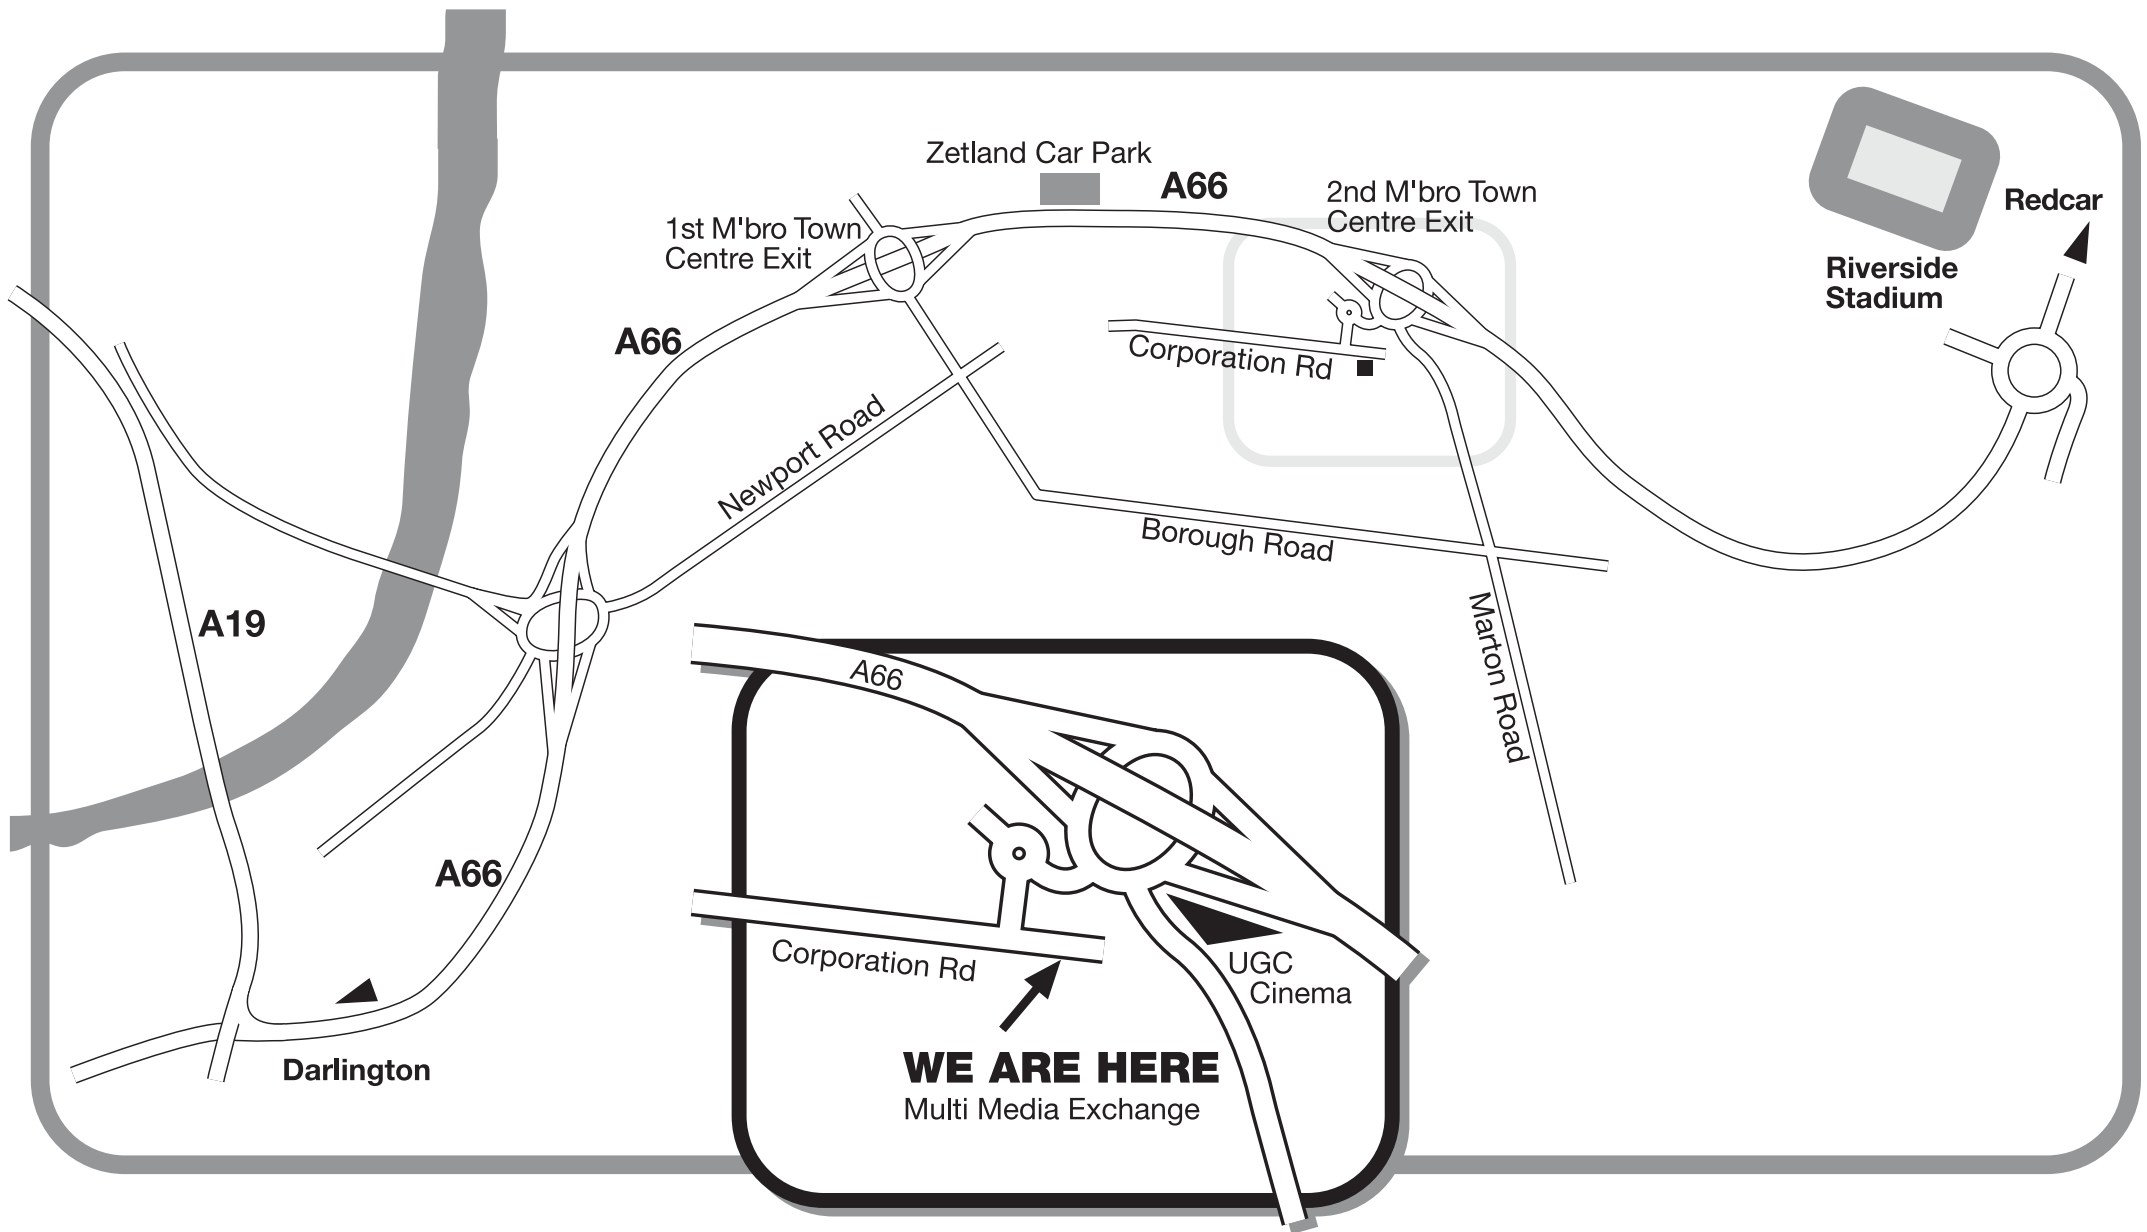 Zetland Car Park
A66
2nd M'bro Town
Centre Exit
Redcar
1st M'bro Town
Centre Exit
Riverside
Stadium
A66
Corporation Rd
Newport Road
Borough Road
A19
Marton Road
A66
A66
Darlington
Corporation Rd
UGC
Cinema
WE ARE HERE
Multi Media Exchange